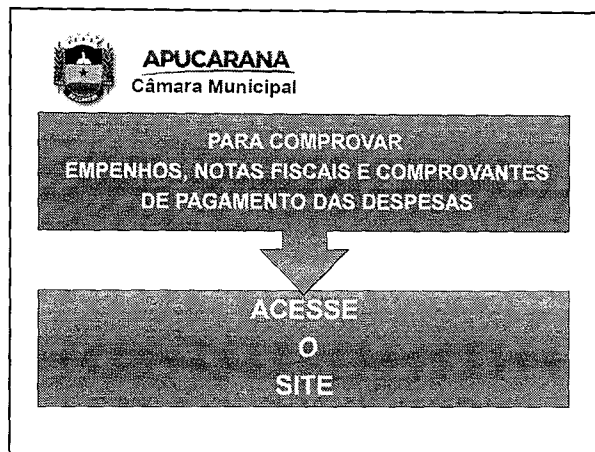 APUCARANA
Câmara Municipal
PARA COMPROVAR
EMPENHOS, NOTAS FISCAIS E COMPROVANTES
DE PAGAMENTO DAS DESPESAS
ACESSE
O
SITE